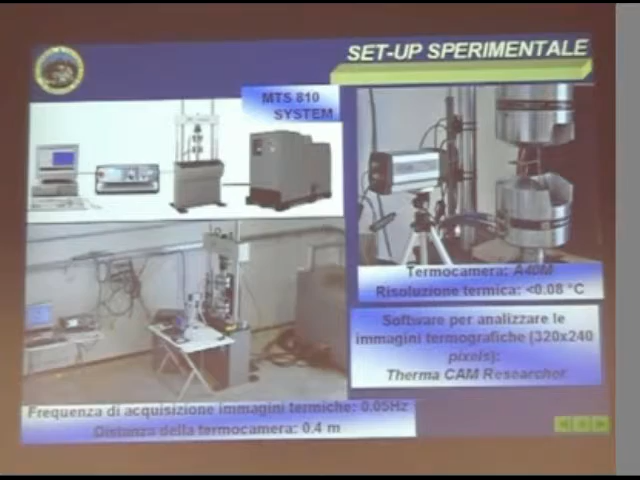 SET-UP SPERIMENTALE
MTS 810
SYSTEM
Termocamera: A40M
Risoluzione termica: <0.08 °C
Software per analizzare le
immagini termografiche (320x240
pixels):
Therma CAM Researcher
Frequenza di acquisizione immagini termiche: 0.05Hz
Distanza della termocamera: 0.4 m